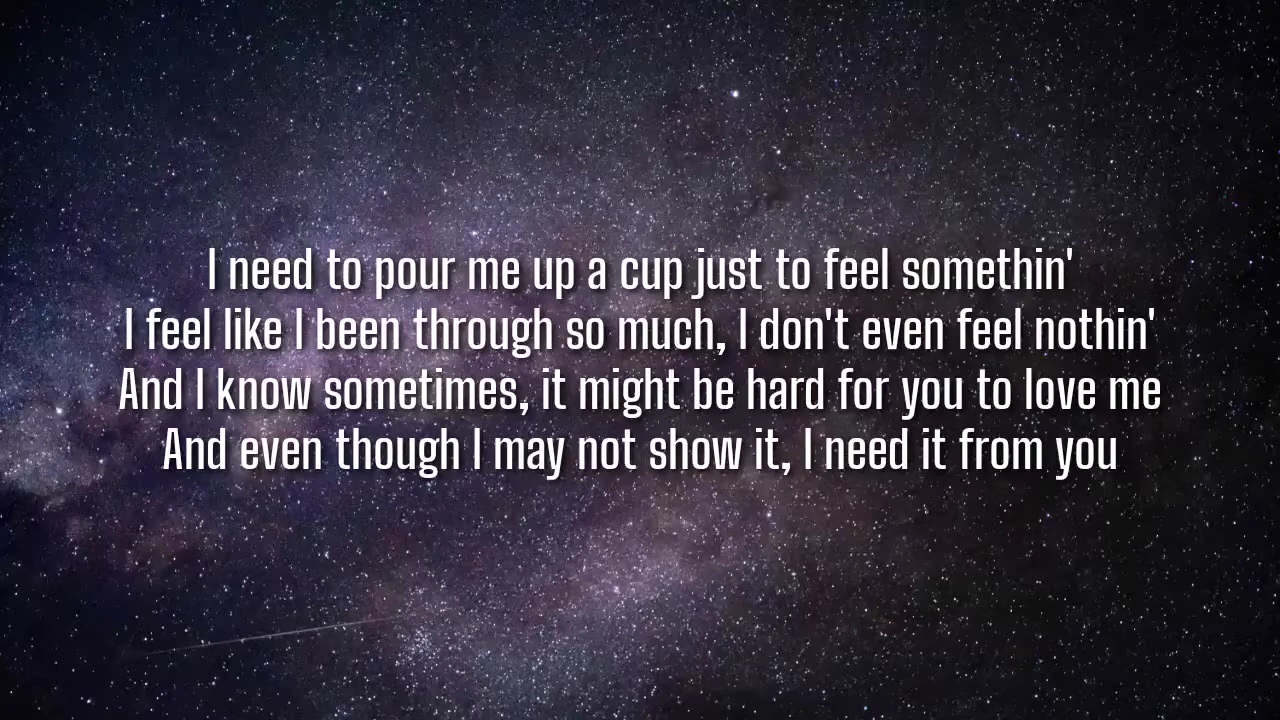 I need to pour me up a cup just to feel somethin'
I feel like I been through so much, I don't even feel nothin'
And I know sometimes, it might be hard for you to love me
And even though I may not show it, I need it from you